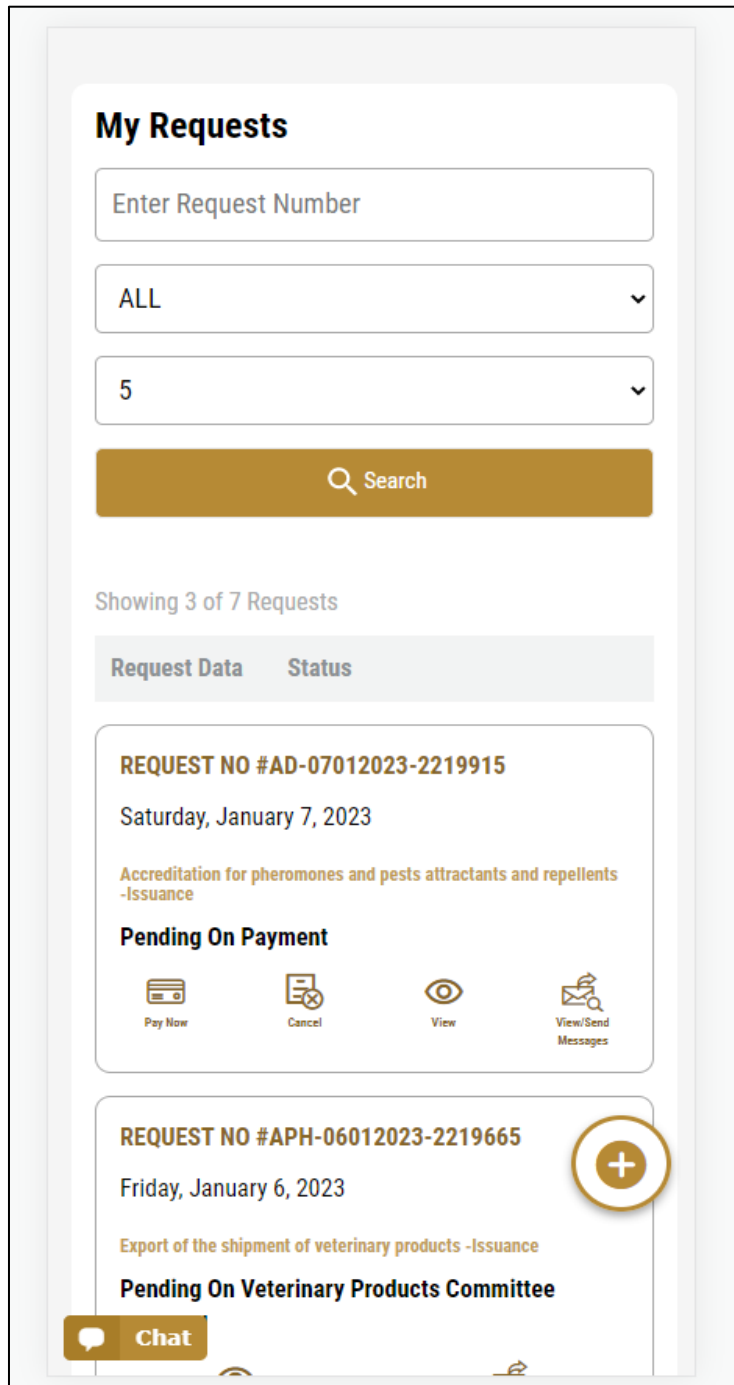 My Requests
Enter Request Number
ALL
5
Search
Showing 3 of 7 Requests
Request Data Status
REQUEST NO #AD-07012023-2219915
Saturday, January 7, 2023
Accreditation for pheromones and pests attractants and repellents
-Issuance
Pending On Payment
Pay Now Cancel View View/Send
Messages
REQUEST NO #APH-06012023-2219665
Friday, January 6, 2023
Export of the shipment of veterinary products -Issuance
Pending On Veterinary Products Committee
Chat